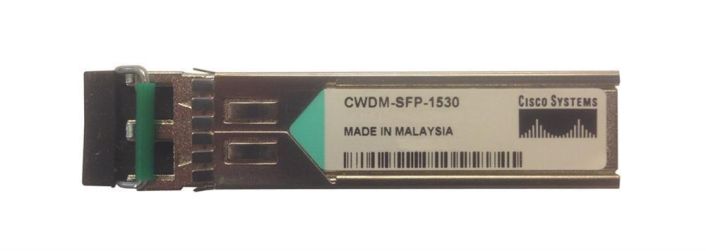 CWDM-SFP-1530
CISCO SYSTEMS
MADE IN MALAYSIA